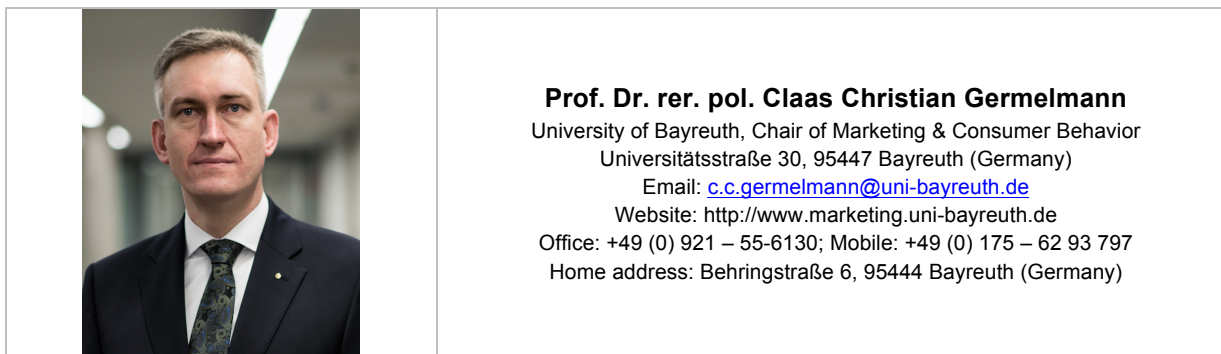 Prof. Dr. rer. pol. Claas Christian Germelmann
University of Bayreuth, Chair of Marketing & Consumer Behavior
Universitätsstraße 30, 95447 Bayreuth (Germany)
Email: c.c.germelmann@uni-bayreuth.de
Website: http://www.marketing.uni-bayreuth.de
Office: +49 (0) 921 – 55-6130; Mobile: +49 (0) 175 – 62 93 797
Home address: Behringstraße 6, 95444 Bayreuth (Germany)